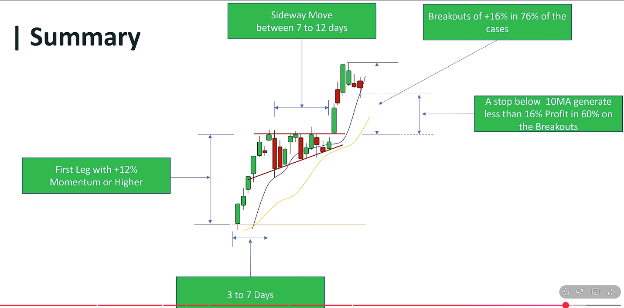 | Summary
Sideway Move
between 7 to 12 days
Breakouts of +16% in 76% of the
cases
A stop below 10MA generate
less than 16% Profit in 60% on
the Breakouts
First Leg with +12%
Momentum or Higher
3 to 7 Days